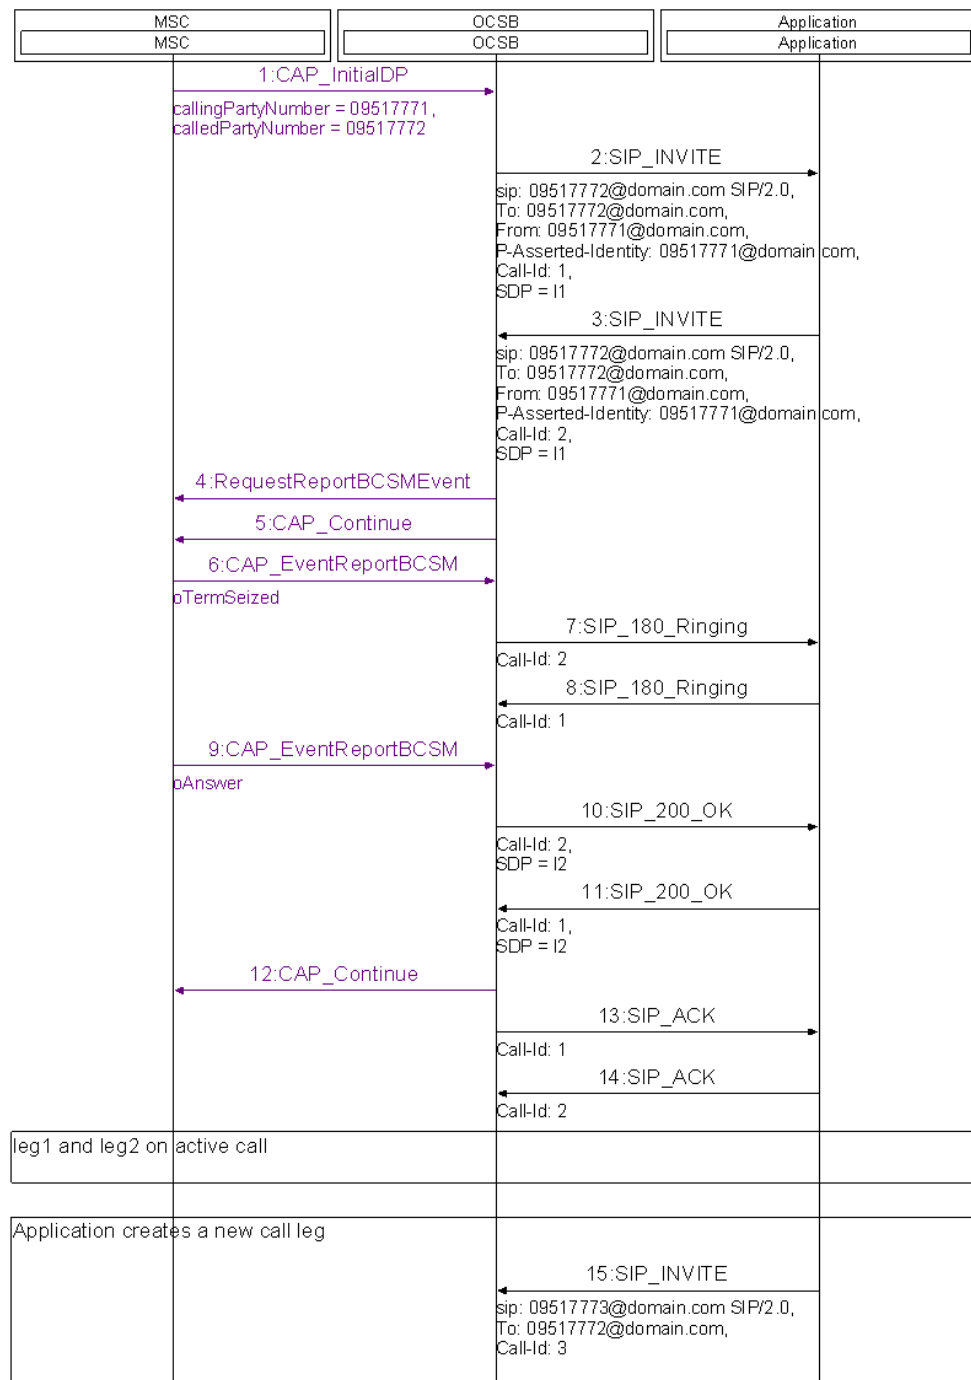 MSC
OCSB
Application
MSC
OCSB
Application
1:CAP_InitialDP
callingPartyNumber = 09517771,
calledPartyNumber = 09517772
2:SIP_INVITE
sip: 09517772@domain.com SIP/2.0,
To: 09517772@domain.com,
From: 09517771@domain.com,
P-Asserted-Identity: 09517771@domain.com,
Call-Id: 1,
SDP = I1
3:SIP_INVITE
sip: 09517772@domain.com SIP/2.0,
To: 09517772@domain.com,
From: 09517771@domain.com,
P-Asserted-Identity: 09517771@domain.com,
Call-Id: 2,
SDP = I1
4:RequestReportBCSMEvent
5:CAP_Continue
6:CAP_EventReportBCSM
oTermSeized
7:SIP_180_Ringing
Call-Id: 2
8:SIP_180_Ringing
Call-Id: 1
9:CAP_EventReportBCSM
oAnswer
10:SIP_200_OK
Call-Id: 2,
SDP = I2
11:SIP_200_OK
Call-Id: 1,
SDP = I2
12:CAP_Continue
13:SIP_ACK
Call-Id: 1
14:SIP_ACK
Call-Id: 2
leg1 and leg2 on active call
Application creates a new call leg
15:SIP_INVITE
sip: 09517773@domain.com SIP/2.0,
To: 09517772@domain.com,
Call-Id: 3